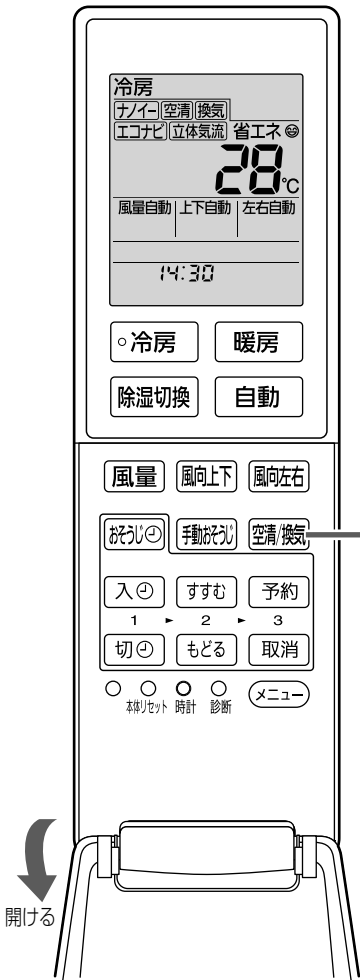 冷房
ナノイー 空清 換気
エコナビ 立体気流 省エネ
28℃
風量自動 上下自動 左右自動
14:30
冷房 暖房
除湿切換 自動
風量 風向上下 風向左右
おそうじ 手動おそうじ 空清/換気
入 すすむ 予約
1 ► 2 ► 3
切 もどる 取消
本体リセット 時計 診断 メニュー
開ける